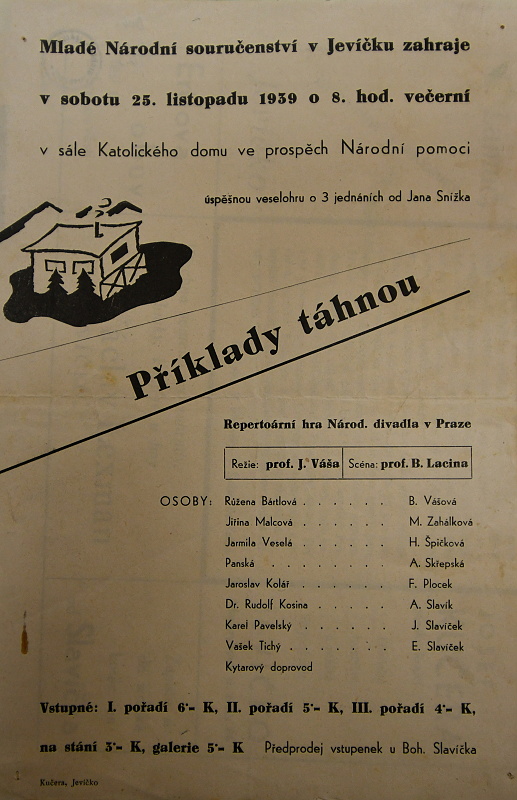 Mladé Národní souručenství v Jevíčku zahraje
v sobotu 25. listopadu 1939 o 8. hod. večerní
v sále Katolického domu ve prospěch Národní pomoci
úspěšnou veselohru o 3 jednáních od Jana Snížka
Příklady táhnou
Repertoární hra Národ. divadla v Praze
Režie: prof. J. Váša Scéna: prof. B. Lacina
OSOBY: Růžena Bártlová . . . . . . B. Vášová
Jiřina Malcová . . . . . . M. Zahálková
Jarmila Veselá . . . . . . H. Špičková
Panská . . . . . . . A. Skřepská
Jaroslav Kolář . . . . . . F. Plocek
Dr. Rudolf Kosina . . . . . A. Slavík
Karel Pavelský . . . . . . J. Slavíček
Vašek Tichý . . . . . . . E. Slavíček
Kytarový doprovod
Vstupné: I. pořadí 6·– K, II. pořadí 5·– K, III. pořadí 4·– K,
na stání 3·– K, galerie 5·– K Předprodej vstupenek u Boh. Slavíčka
Kučera, Jevíčko